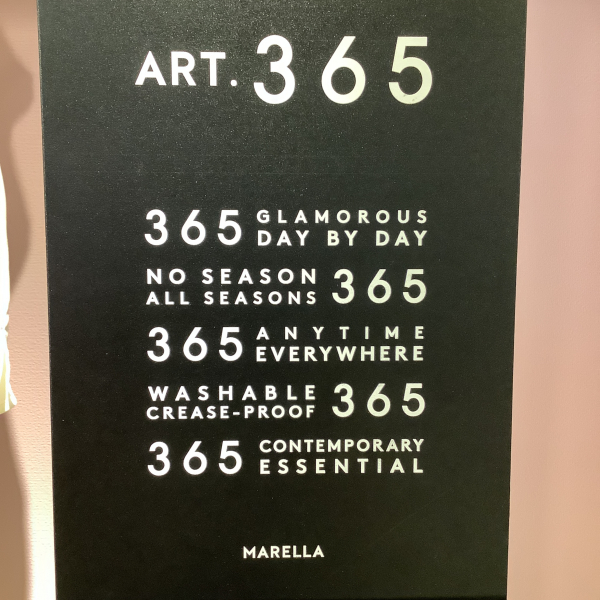 ART. 365
365 GLAMOROUS
DAY BY DAY
NO SEASON
ALL SEASONS 365
365 ANYTIME
EVERYWHERE
WASHABLE
CREASE-PROOF 365
365 CONTEMPORARY
ESSENTIAL
MARELLA